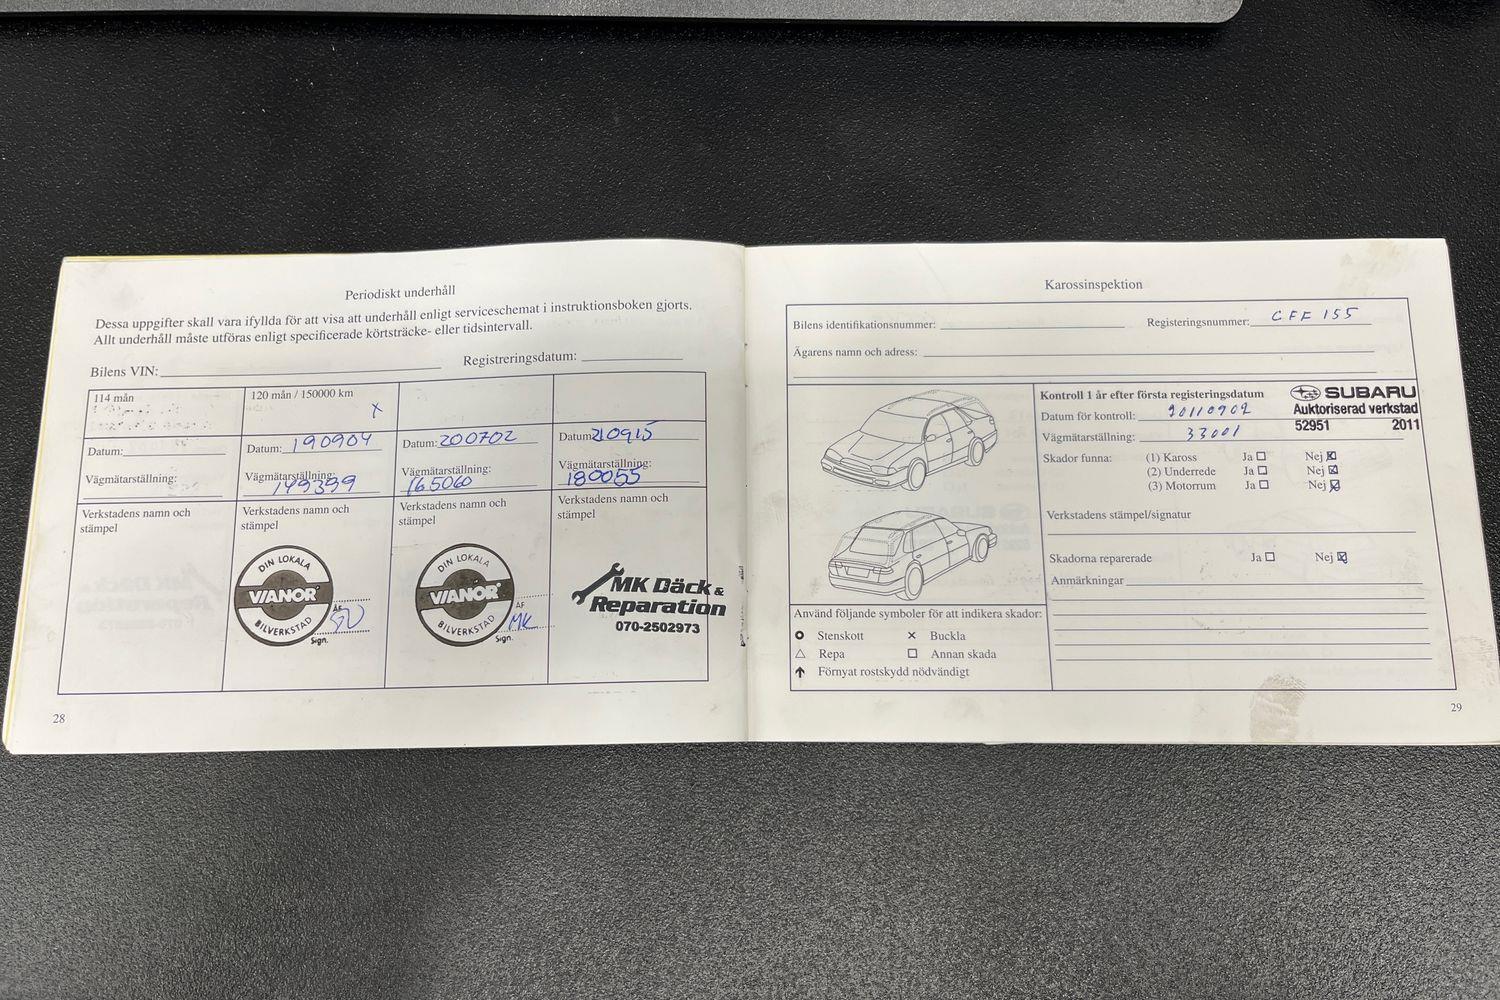 Periodiskt underhåll
Dessa uppgifter skall vara ifyllda för att visa att underhåll enligt serviceschemat i instruktionsboken gjorts.
Allt underhåll måste utföras enligt specificerade körtsträcke- eller tidsintervall.
Bilens VIN: Registreringsdatum:
114 mån
Datum:
Vägmätarställning:
Verkstadens namn och
stämpel
120 mån / 150000 km
x
Datum: 190904
Vägmätarställning:
149399
Verkstadens namn och
stämpel
DIN LOKALA
VIANOR
BILVERKSTAD
AF
Sign.
Datum: 200702
Vägmätarställning:
165060
Verkstadens namn och
stämpel
DIN LOKALA
VIANOR
BILVERKSTAD
AF
MK
Sign.
Datum: 210915
Vägmätarställning:
180055
Verkstadens namn och
stämpel
MK Däck &
Reparation
070-2502973
28
Karossinspektion
Bilens identifikationsnummer: Registeringsnummer: CFF 155
Ägarens namn och adress:
Använd följande symboler för att indikera skador:
Stenskott x Buckla
Repa Annan skada
Förnyat rostskydd nödvändigt
Kontroll 1 år efter första registeringsdatum
Datum för kontroll: 20110902
Vägmätarställning: 33001
SUBARU
Auktoriserad verkstad
52951 2011
Skador funna: (1) Kaross Ja Nej
(2) Underrede Ja Nej
(3) Motorrum Ja Nej
Verkstadens stämpel/signatur
Skadorna reparerade Ja Nej
Anmärkningar
29